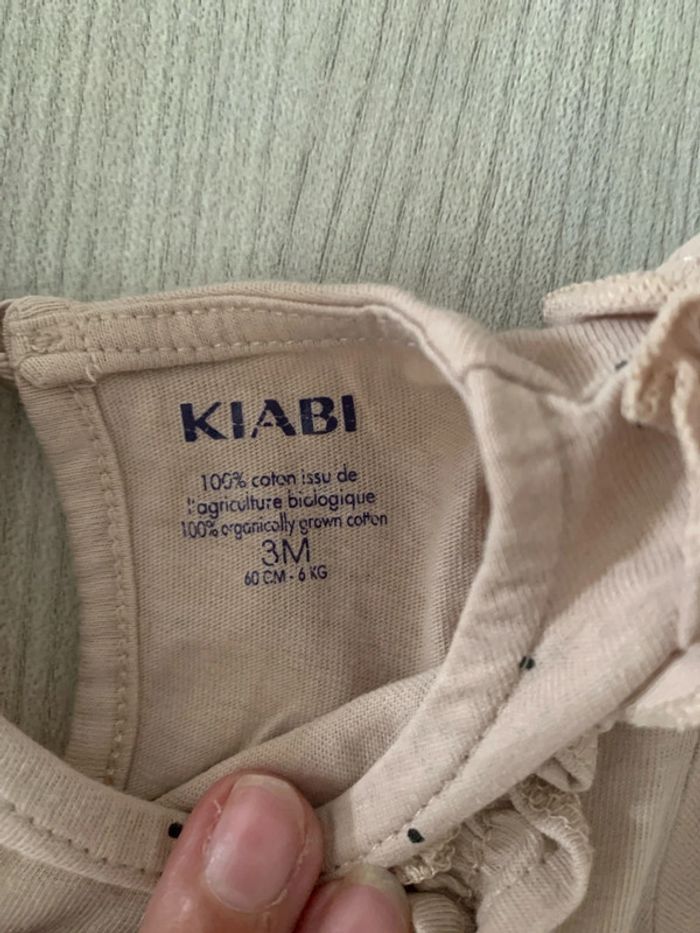 KIABI
100% coton issu de
l'agriculture biologique
100% organically grown cotton
3M
60 CM - 6 KG